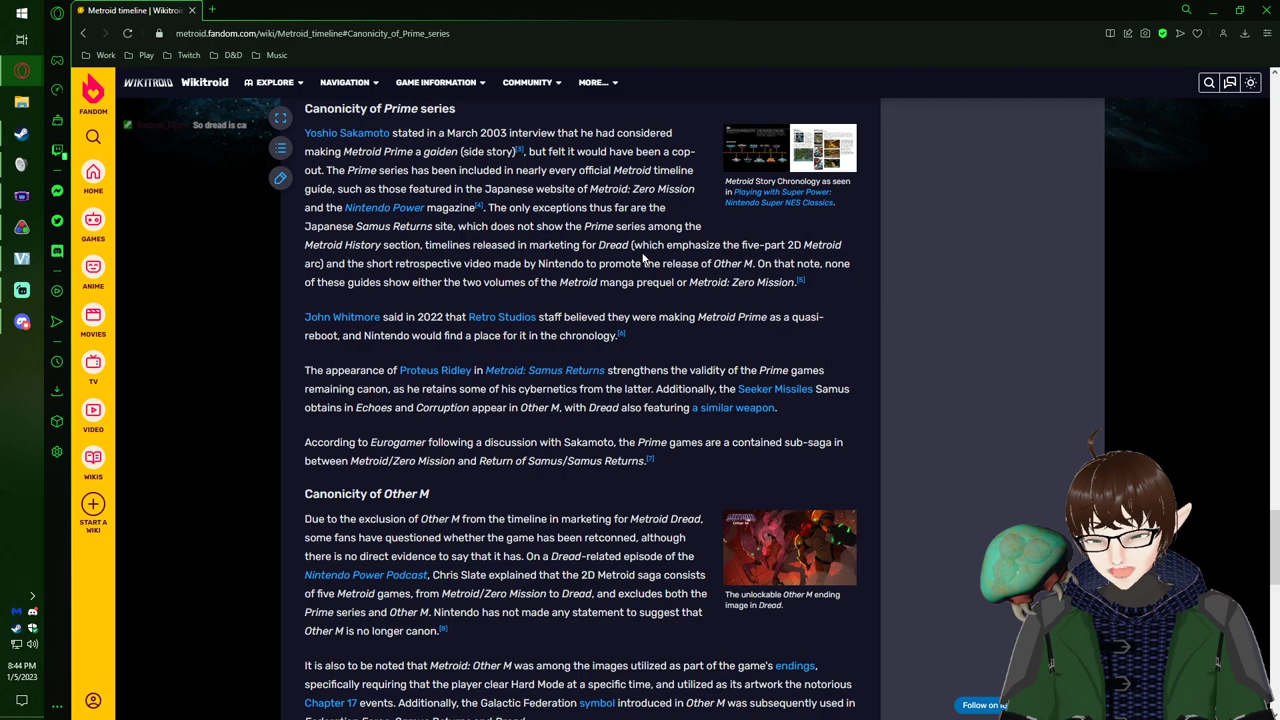 Metroid timeline | Wikitroid
metroid.fandom.com/wiki/Metroid_timeline#Canonicity_of_Prime_series
Work Play Twitch D&D Music
WIKITROID Wikitroid EXPLORE NAVIGATION GAME INFORMATION COMMUNITY MORE...
FANDOM
HOME
GAMES
ANIME
MOVIES
TV
VIDEO
WIKIS
START A
WIKI
So dread is ca
Canonicity of Prime series
Yoshio Sakamoto stated in a March 2003 interview that he had considered
making Metroid Prime a gaiden (side story)[3], but felt it would have been a cop-
out. The Prime series has been included in nearly every official Metroid timeline
guide, such as those featured in the Japanese website of Metroid: Zero Mission
and the Nintendo Power magazine[4]. The only exceptions thus far are the
Japanese Samus Returns site, which does not show the Prime series among the
Metroid History section, timelines released in marketing for Dread (which emphasize the five-part 2D Metroid
arc) and the short retrospective video made by Nintendo to promote the release of Other M. On that note, none
of these guides show either the two volumes of the Metroid manga prequel or Metroid: Zero Mission.[5]
Metroid Story Chronology as seen
in Playing with Super Power:
Nintendo Super NES Classics.
John Whitmore said in 2022 that Retro Studios staff believed they were making Metroid Prime as a quasi-
reboot, and Nintendo would find a place for it in the chronology.[6]
The appearance of Proteus Ridley in Metroid: Samus Returns strengthens the validity of the Prime games
remaining canon, as he retains some of his cybernetics from the latter. Additionally, the Seeker Missiles Samus
obtains in Echoes and Corruption appear in Other M, with Dread also featuring a similar weapon.
According to Eurogamer following a discussion with Sakamoto, the Prime games are a contained sub-saga in
between Metroid/Zero Mission and Return of Samus/Samus Returns.[7]
Canonicity of Other M
Due to the exclusion of Other M from the timeline in marketing for Metroid Dread,
some fans have questioned whether the game has been retconned, although
there is no direct evidence to say that it has. On a Dread-related episode of the
Nintendo Power Podcast, Chris Slate explained that the 2D Metroid saga consists
of five Metroid games, from Metroid/Zero Mission to Dread, and excludes both the
Prime series and Other M. Nintendo has not made any statement to suggest that
Other M is no longer canon.[8]
The unlockable Other M ending
image in Dread.
It is also to be noted that Metroid: Other M was among the images utilized as part of the game's endings,
specifically requiring that the player clear Hard Mode at a specific time, and utilized as its artwork the notorious
Chapter 17 events. Additionally, the Galactic Federation symbol introduced in Other M was subsequently used in
Federation Force, Samus Returns and Dread.
Follow on
8:44 PM
1/5/2023